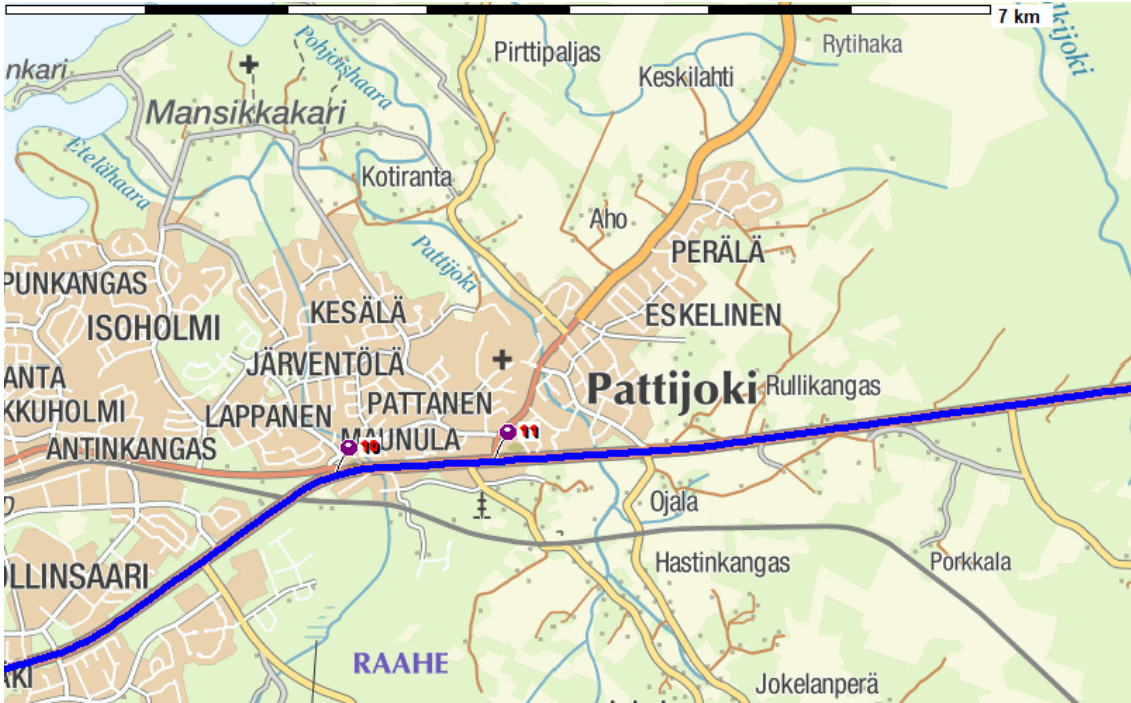 7 km
Pohjoishaara
Pirttipaljas
Rytihaka
nkari
Keskilahti
Mansikkakari
Etelähaara
Kotiranta
Aho
Pattijoki
PERÄLÄ
PUNKANGAS
ISOHOLMI
KESÄLÄ
ESKELINEN
JÄRVENTÖLÄ
ANTA
Pattijoki
Rullikangas
KKUHOLMI
LAPPANEN
PATTANEN
ANTINKANGAS
MAUNULA
10
11
Ojala
Hastinkangas
Porkkala
OLLINSAARI
RAAHE
ÄKI
Jokelanperä